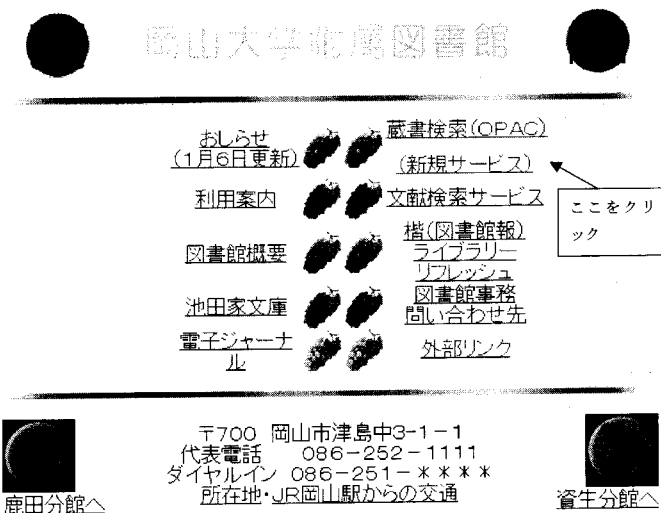 岡山大学附属図書館
おしらせ
(1月6日更新)
蔵書検索(OPAC)
(新規サービス)
利用案内
文献検索サービス
ここをクリ
ック
図書館概要
楷(図書館報)
ライブラリー
リフレッシュ
池田家文庫
図書館事務
問い合わせ先
電子ジャーナ
ル
外部リンク
〒700 岡山市津島中3-1-1
代表電話 086-252-1111
ダイヤルイン 086-251-****
所在地・JR岡山駅からの交通
鹿田分館へ
資生分館へ